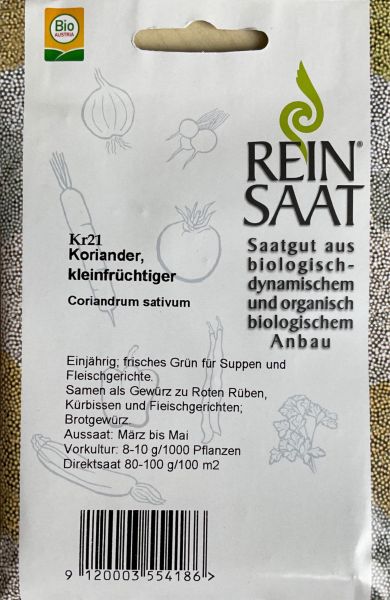 Bio
AUSTRIA
REIN®
SAAT
Saatgut aus
biologisch-
dynamischem
und organisch
biologischem
Anbau
Kr21
Koriander,
kleinfrüchtiger
Coriandrum sativum
Einjährig; frisches Grün für Suppen und
Fleischgerichte.
Samen als Gewürz zu Roten Rüben,
Kürbissen und Fleischgerichten;
Brotgewürz.
Aussaat: März bis Mai
Vorkultur: 8-10 g/1000 Pflanzen
Direktsaat 80-100 g/100 m2
9 120003 554186 >